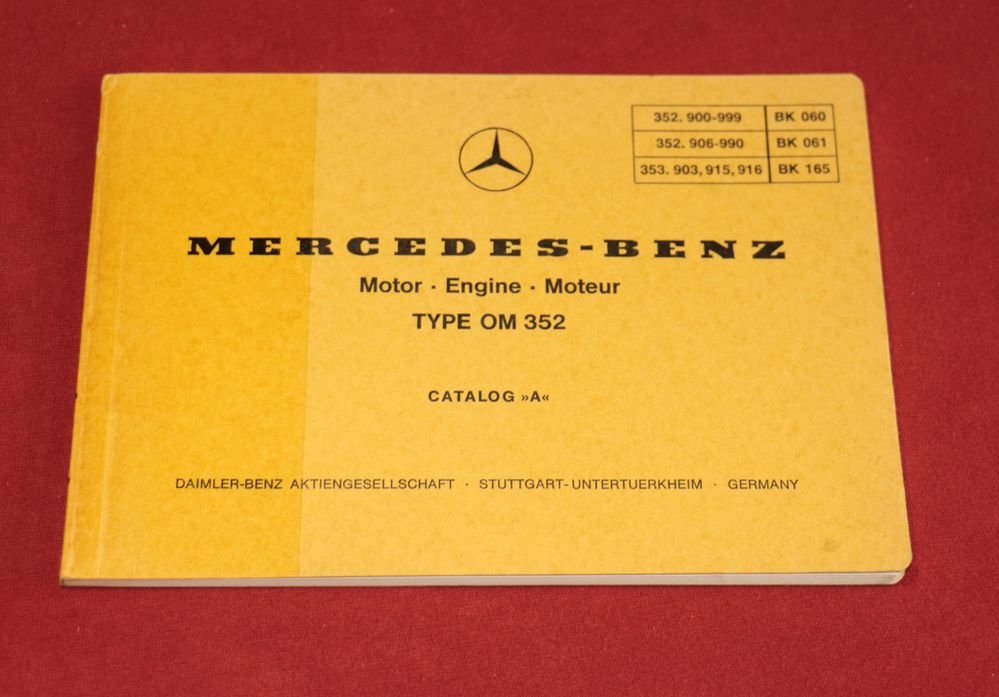 352. 900-999 BK 060
352. 906-990 BK 061
353. 903, 915, 916 BK 165
MERCEDES-BENZ
Motor · Engine · Moteur
TYPE OM 352
CATALOG »A«
DAIMLER-BENZ AKTIENGESELLSCHAFT · STUTTGART-UNTERTUERKHEIM · GERMANY